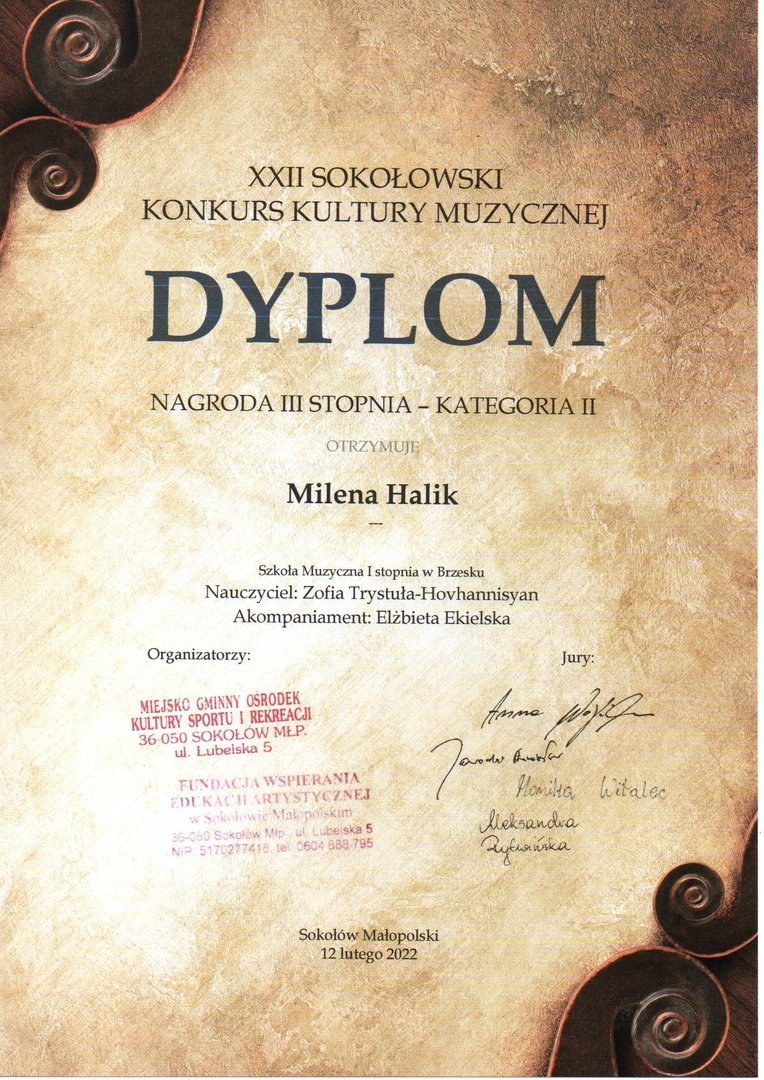 XXII SOKOŁOWSKI
KONKURS KULTURY MUZYCZNEJ
DYPLOM
NAGRODA III STOPNIA – KATEGORIA II
OTRZYMUJE
Milena Halik
---
Szkoła Muzyczna I stopnia w Brzesku
Nauczyciel: Zofia Trystuła-Hovhannisyan
Akompaniament: Elżbieta Ekielska
Organizatorzy:
Jury:
MIEJSKO GMINNY OŚRODEK
KULTURY SPORTU I REKREACJI
36-050 SOKOŁÓW MŁP.
ul. Lubelska 5
FUNDACJA WSPIERANIA
EDUKACJI ARTYSTYCZNEJ
w Sokołowie Małopolskim
36-050 Sokołów Młp., ul. Lubelska 5
NIP: 5170277418, tel. 0604 888 795
Anna
Monika Witalec
Aleksandra
Sokołów Małopolski
12 lutego 2022